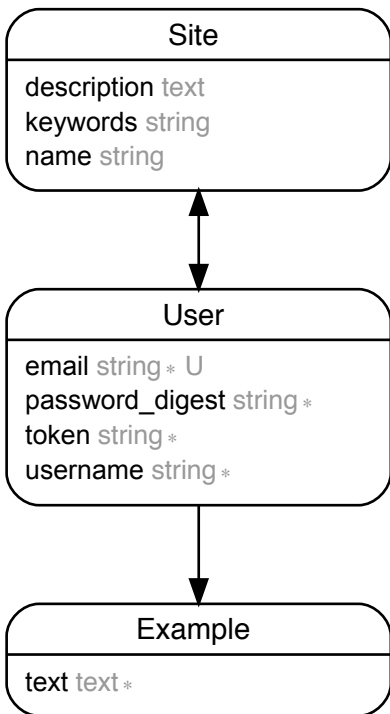 Site
description text
keywords string
name string
User
email string * U
password_digest string *
token string *
username string *
Example
text text *